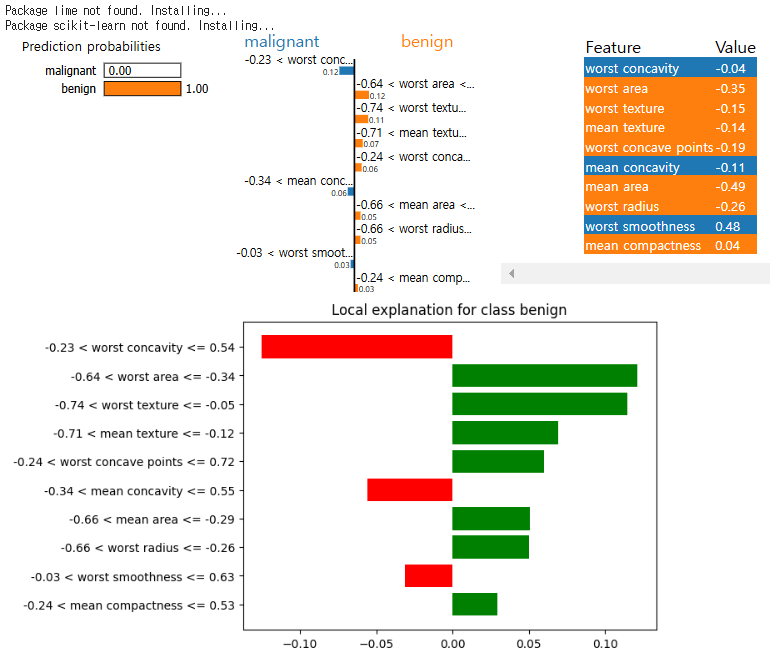 Package lime not found. Installing...
Package scikit-learn not found. Installing...
Prediction probabilities
malignant 0.00
benign 1.00
malignant benign
-0.23 < worst conc...
0.12
-0.64 < worst area <...
0.12
-0.74 < worst textu...
0.11
-0.71 < mean textu...
0.07
-0.24 < worst conca...
0.06
-0.34 < mean conc...
0.06
-0.66 < mean area <...
0.05
-0.66 < worst radius...
0.05
-0.03 < worst smoot...
0.03
-0.24 < mean comp...
0.03
Feature Value
worst concavity -0.04
worst area -0.35
worst texture -0.15
mean texture -0.14
worst concave points -0.19
mean concavity -0.11
mean area -0.49
worst radius -0.26
worst smoothness 0.48
mean compactness 0.04
Local explanation for class benign
-0.23 < worst concavity <= 0.54
-0.64 < worst area <= -0.34
-0.74 < worst texture <= -0.05
-0.71 < mean texture <= -0.12
-0.24 < worst concave points <= 0.72
-0.34 < mean concavity <= 0.55
-0.66 < mean area <= -0.29
-0.66 < worst radius <= -0.26
-0.03 < worst smoothness <= 0.63
-0.24 < mean compactness <= 0.53
−0.10 −0.05 0.00 0.05 0.10